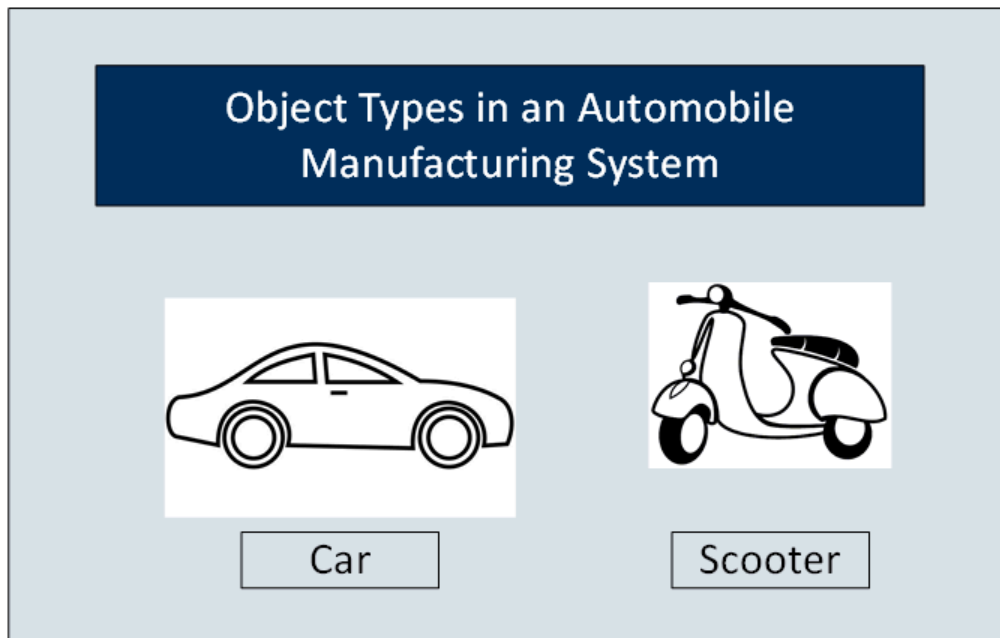 Object Types in an Automobile
Manufacturing System
Car
Scooter